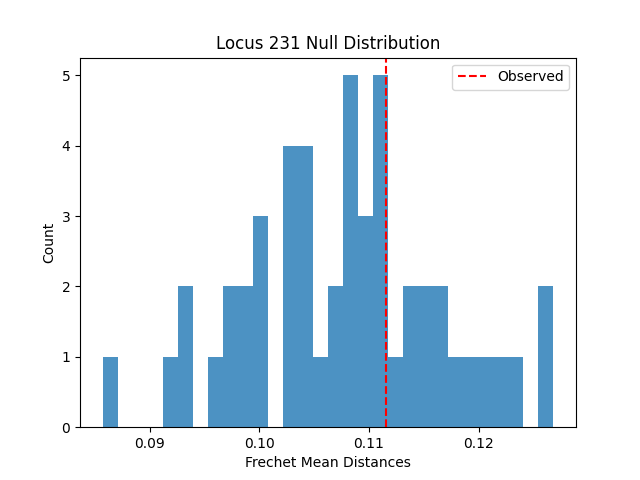 Locus 231 Null Distribution
Observed
5
4
3
2
1
0
Count
0.09 0.10 0.11 0.12
Frechet Mean Distances